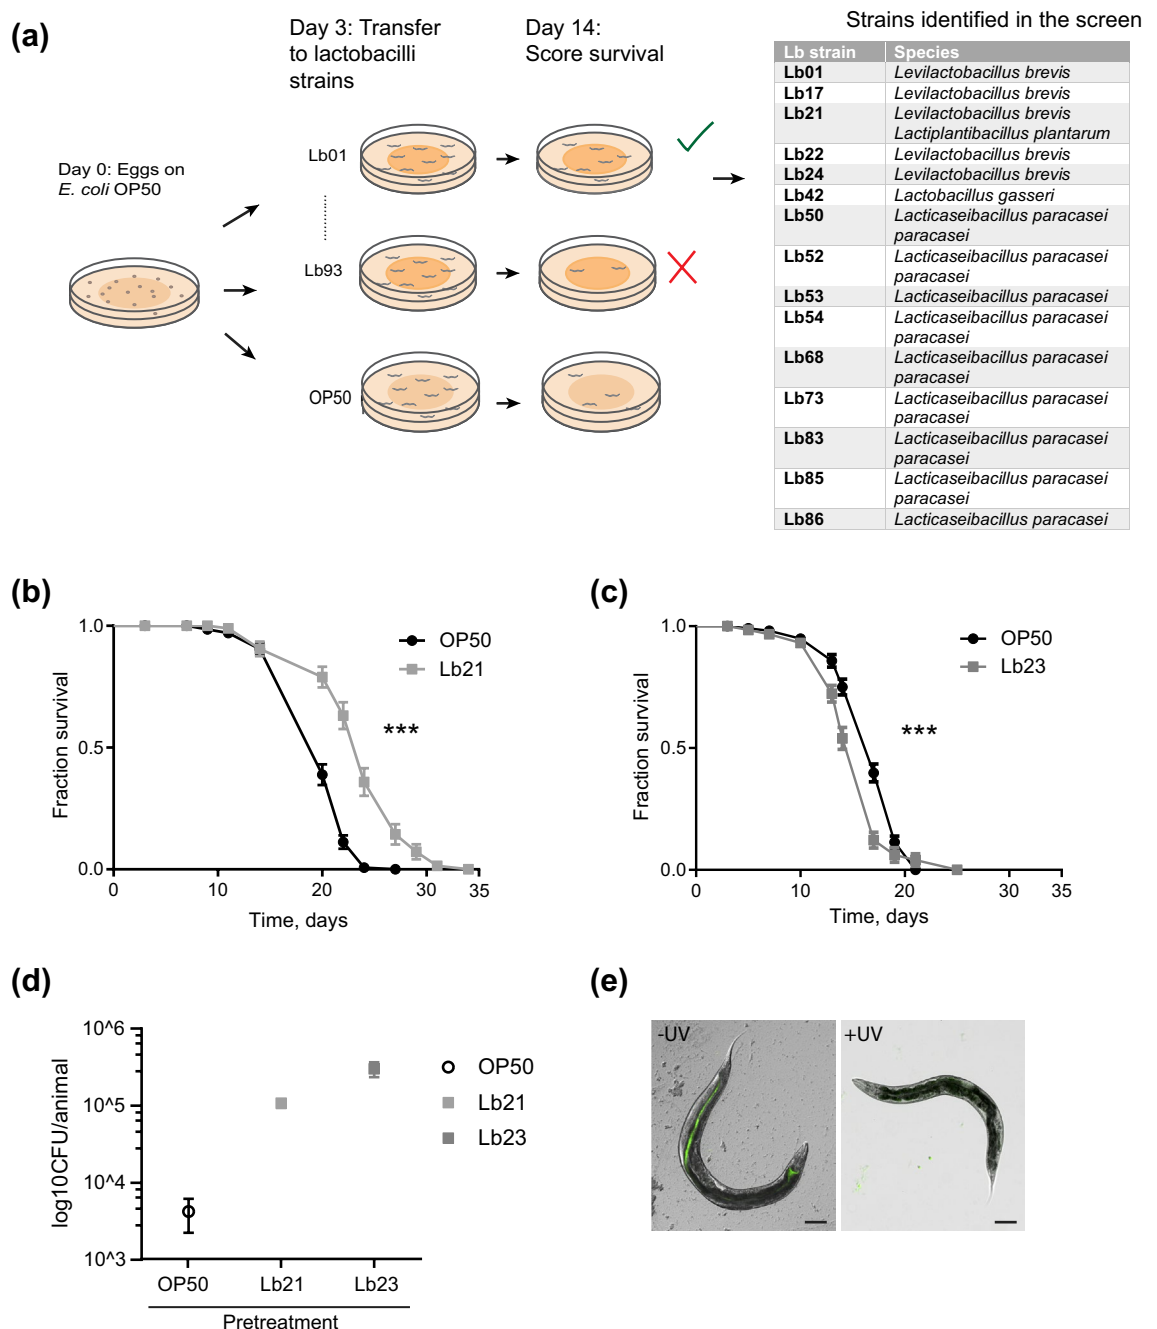 (a)
Day 0: Eggs on
E. coli OP50
Day 3: Transfer
to lactobacilli
strains
Day 14:
Score survival
Lb01
Lb93
OP50
Strains identified in the screen
Lb strain Species
Lb01 Levilactobacillus brevis
Lb17 Levilactobacillus brevis
Lb21 Levilactobacillus brevis
Lactiplantibacillus plantarum
Lb22 Levilactobacillus brevis
Lb24 Levilactobacillus brevis
Lb42 Lactobacillus gasseri
Lb50 Lacticaseibacillus paracasei
paracasei
Lb52 Lacticaseibacillus paracasei
paracasei
Lb53 Lacticaseibacillus paracasei
Lb54 Lacticaseibacillus paracasei
paracasei
Lb68 Lacticaseibacillus paracasei
paracasei
Lb73 Lacticaseibacillus paracasei
paracasei
Lb83 Lacticaseibacillus paracasei
paracasei
Lb85 Lacticaseibacillus paracasei
paracasei
Lb86 Lacticaseibacillus paracasei
(b)
Fraction survival
1.0
0.5
0.0
0 10 20 30 35
Time, days
OP50
Lb21
***
(c)
Fraction survival
1.0
0.5
0.0
0 10 20 30 35
Time, days
OP50
Lb23
***
(d)
log10CFU/animal
10^6
10^5
10^4
10^3
OP50 Lb21 Lb23
Pretreatment
OP50
Lb21
Lb23
(e)
-UV
+UV